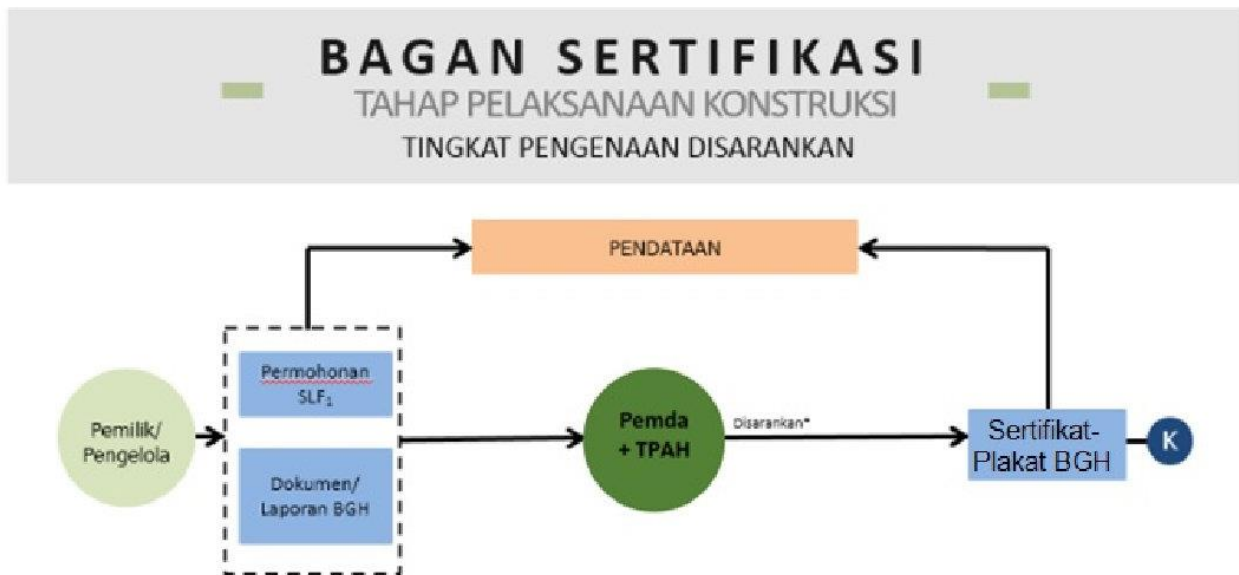 BAGAN SERTIFIKASI
TAHAP PELAKSANAAN KONSTRUKSI
TINGKAT PENGENAAN DISARANKAN
PENDATAAN
Pemilik/
Pengelola
Permohonan
SLF₁
Dokumen/
Laporan BGH
Pemda
+ TPAH
Disarankan*
Sertifikat-
Plakat BGH
K